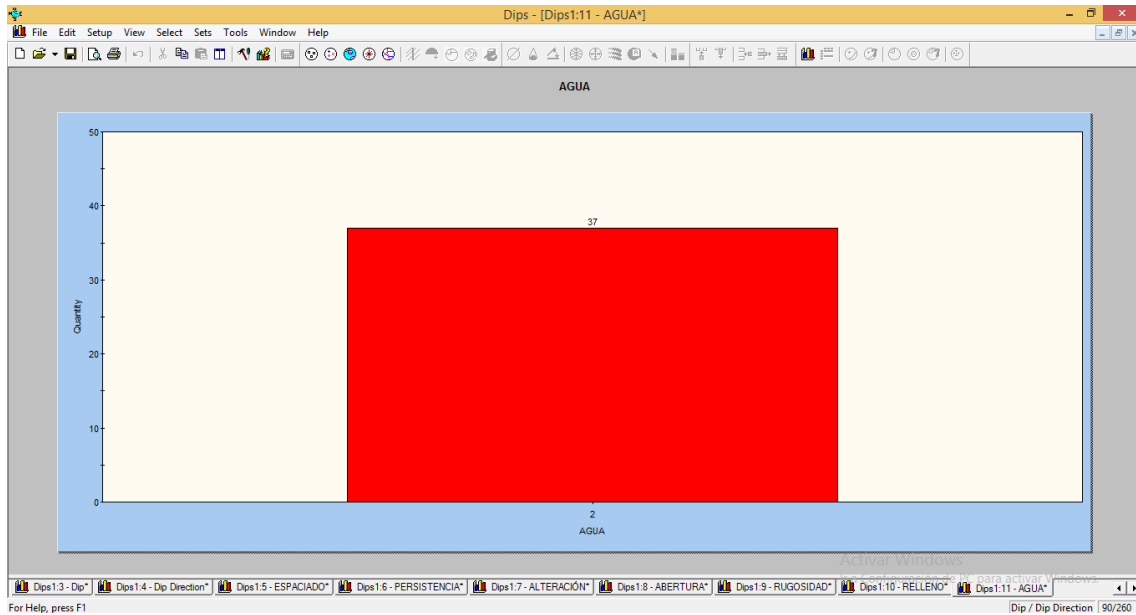 Dips - [Dips1:11 - AGUA*]
File Edit Setup View Select Sets Tools Window Help
AGUA
50
40
37
30
Quantity
20
10
0
2
AGUA
Activar Windows
Configuración de PC para activar Windows.
Dips1:3 - Dip* Dips1:4 - Dip Direction* Dips1:5 - ESPACIADO* Dips1:6 - PERSISTENCIA* Dips1:7 - ALTERACIÓN* Dips1:8 - ABERTURA* Dips1:9 - RUGOSIDAD* Dips1:10 - RELLENO* Dips1:11 - AGUA*
For Help, press F1 Dip / Dip Direction 90/260